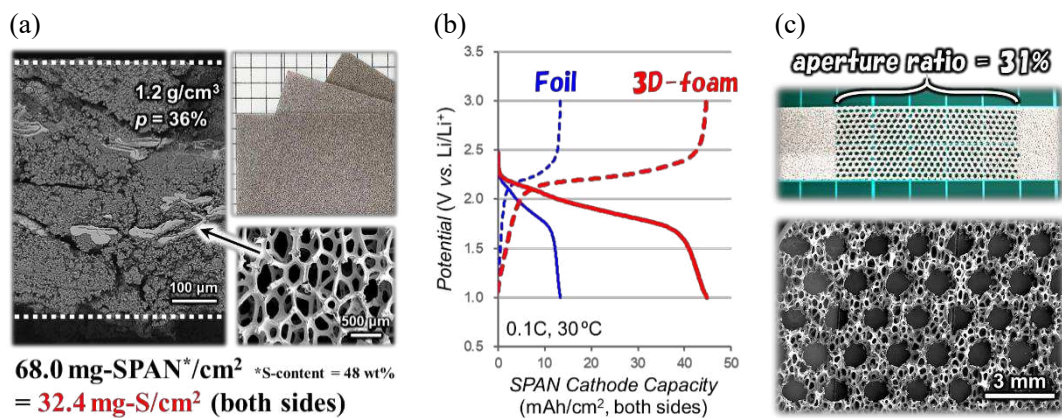 (a)
1.2 g/cm³
p = 36%
100 µm
500 µm
68.0 mg-SPAN*/cm² *S-content = 48 wt%
= 32.4 mg-S/cm² (both sides)
(b)
Foil
3D-foam
Potential (V vs. Li/Li⁺)
3.5
3.0
2.5
2.0
1.5
1.0
0.5
0.1C, 30 ºC
0 10 20 30 40 50
SPAN Cathode Capacity
(mAh/cm², both sides)
(c)
aperture ratio = 31%
3 mm